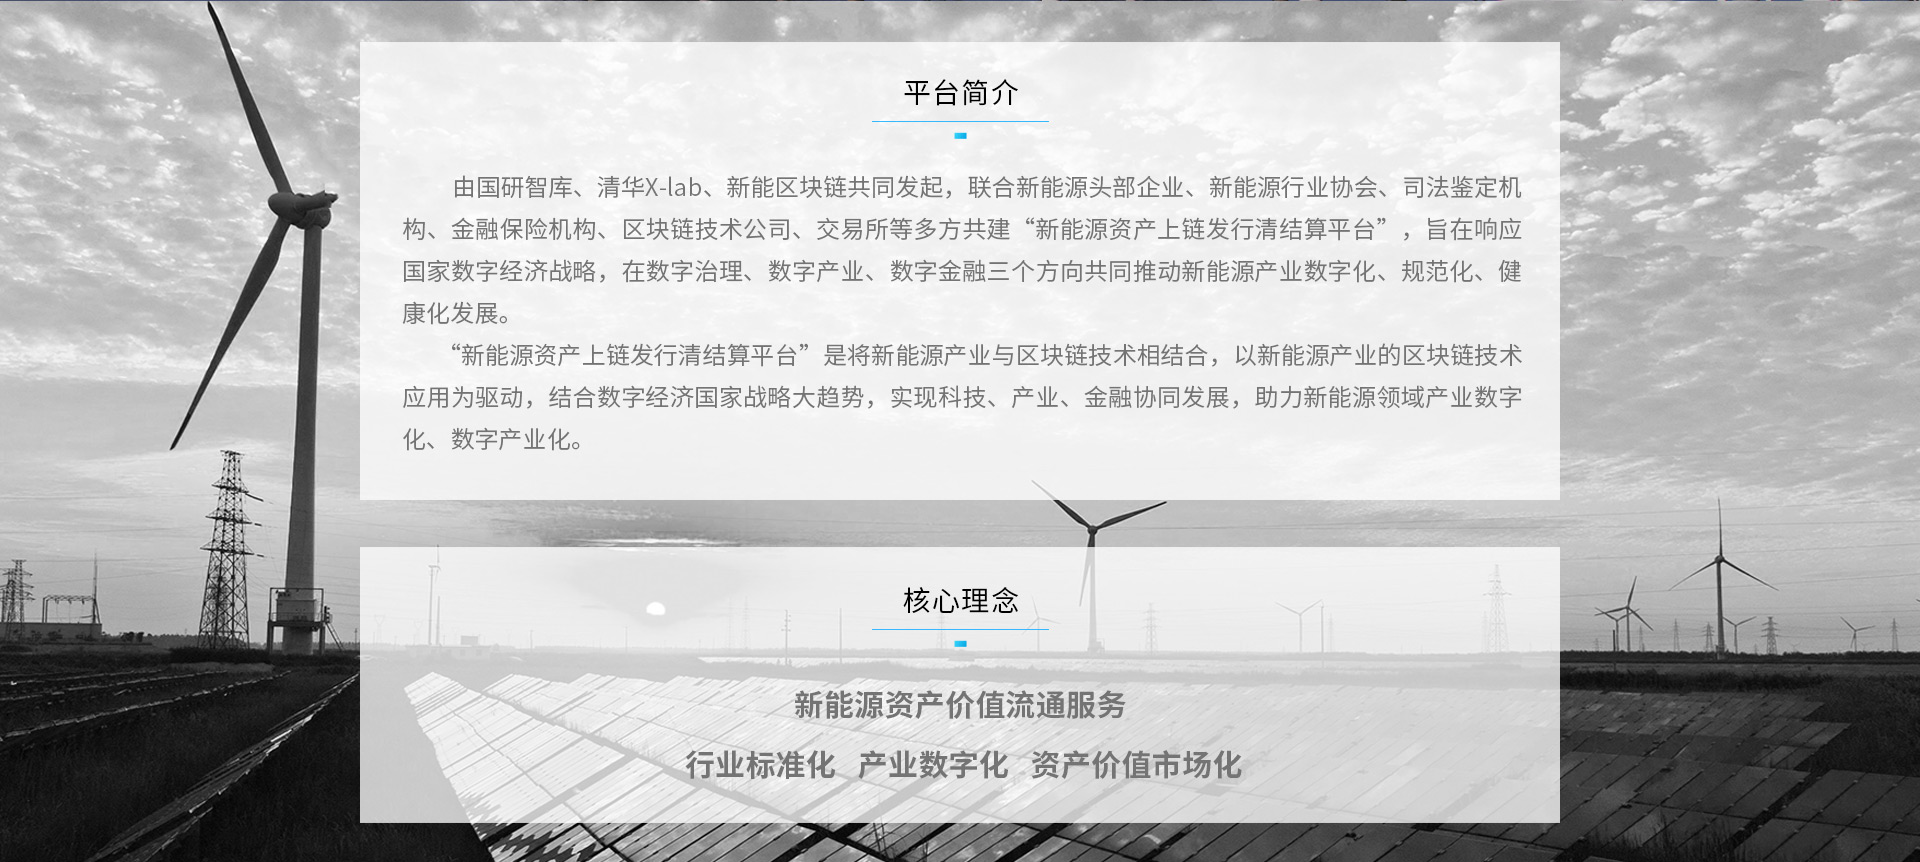 平台简介
由国研智库、清华X-lab、新能区块链共同发起，联合新能源头部企业、新能源行业协会、司法鉴定机
构、金融保险机构、区块链技术公司、交易所等多方共建“新能源资产上链发行清结算平台”，旨在响应
国家数字经济战略，在数字治理、数字产业、数字金融三个方向共同推动新能源产业数字化、规范化、健
康化发展。
“新能源资产上链发行清结算平台”是将新能源产业与区块链技术相结合，以新能源产业的区块链技术
应用为驱动，结合数字经济国家战略大趋势，实现科技、产业、金融协同发展，助力新能源领域产业数字
化、数字产业化。
核心理念
新能源资产价值流通服务
行业标准化 产业数字化 资产价值市场化